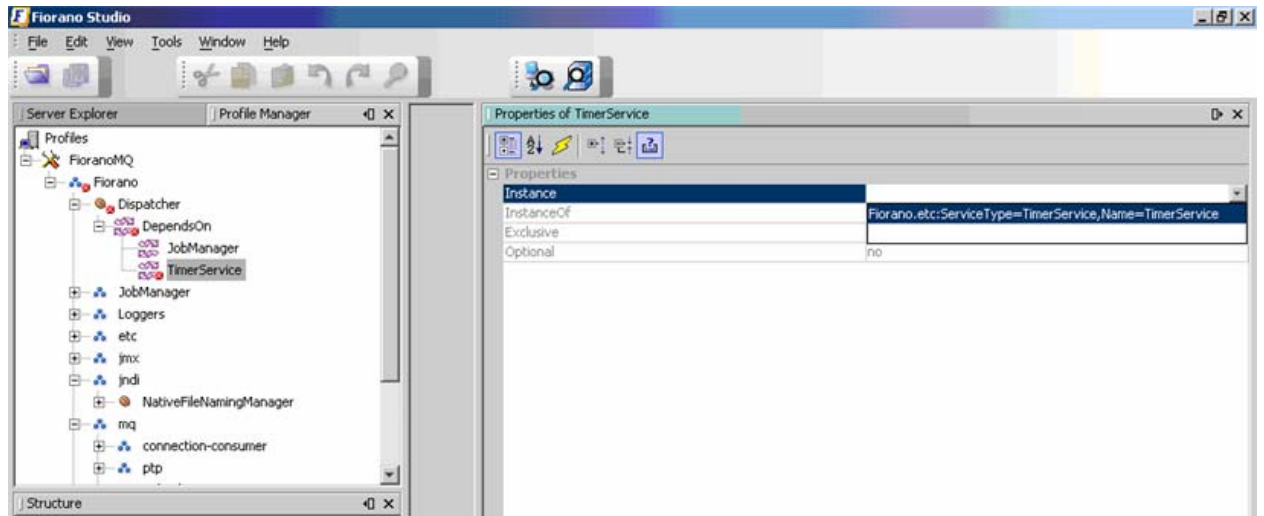 Fiorano Studio
File Edit View Tools Window Help
Server Explorer Profile Manager
Profiles
FioranoMQ
Fiorano
Dispatcher
DependsOn
JobManager
TimerService
JobManager
Loggers
etc
jmx
jndi
NativeFileNamingManager
mq
connection-consumer
ptp
Structure
Properties of TimerService
Properties
Instance
InstanceOf Fiorano.etc:ServiceType=TimerService,Name=TimerService
Exclusive
Optional no